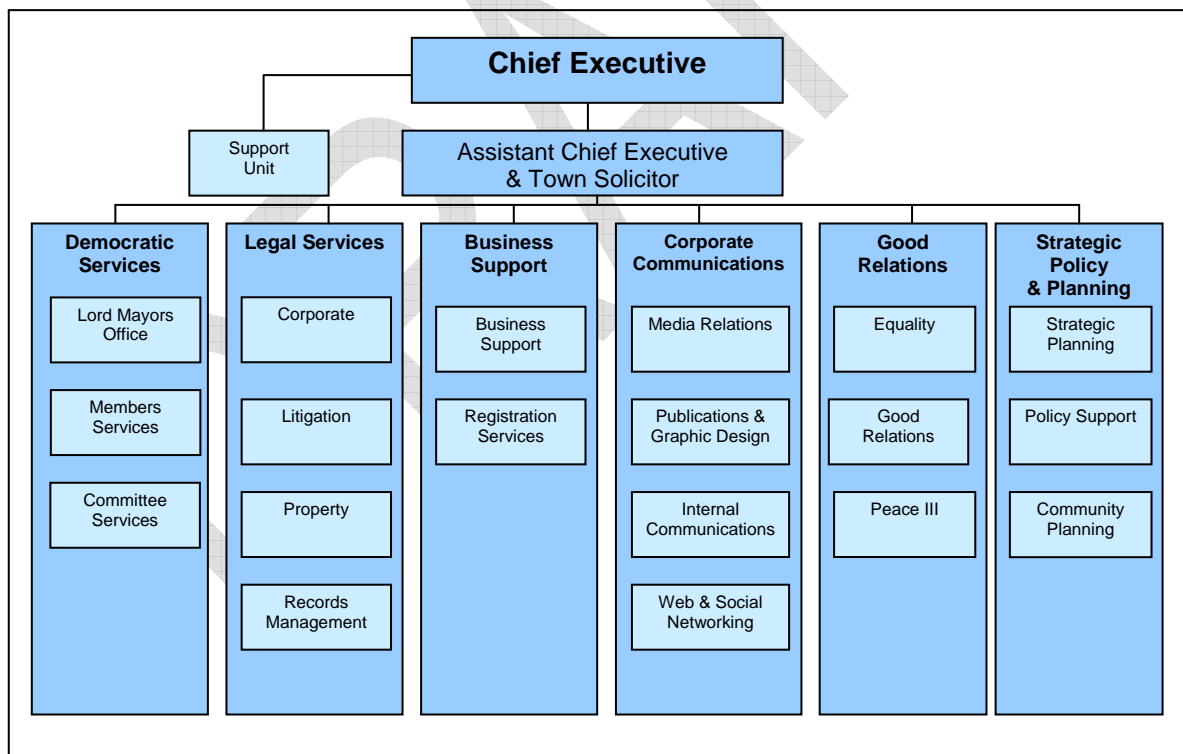 Chief Executive
Support
Unit
Assistant Chief Executive
& Town Solicitor
Democratic
Services
Lord Mayors
Office
Members
Services
Committee
Services
Legal Services
Corporate
Litigation
Property
Records
Management
Business
Support
Business
Support
Registration
Services
Corporate
Communications
Media Relations
Publications &
Graphic Design
Internal
Communications
Web & Social
Networking
Good
Relations
Equality
Good
Relations
Peace III
Strategic
Policy
& Planning
Strategic
Planning
Policy Support
Community
Planning